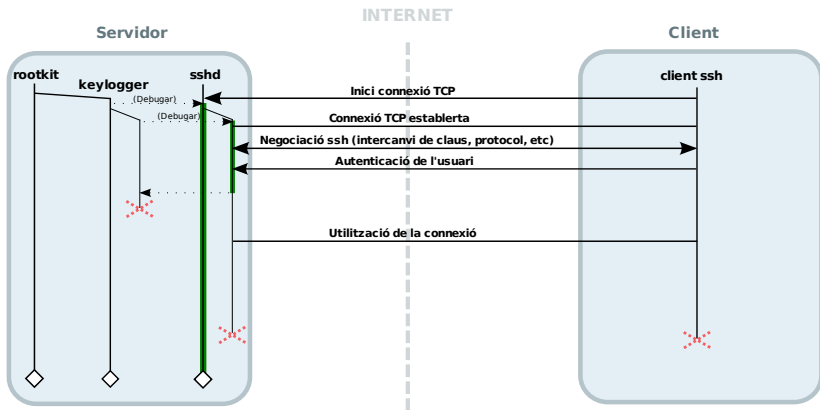 INTERNET
Servidor
Client
rootkit
keylogger
sshd
client ssh
Inici connexió TCP
(Debugar)
Connexió TCP establerta
(Debugar)
Negociació ssh (intercanvi de claus, protocol, etc)
Autenticació de l'usuari
Utilització de la connexió